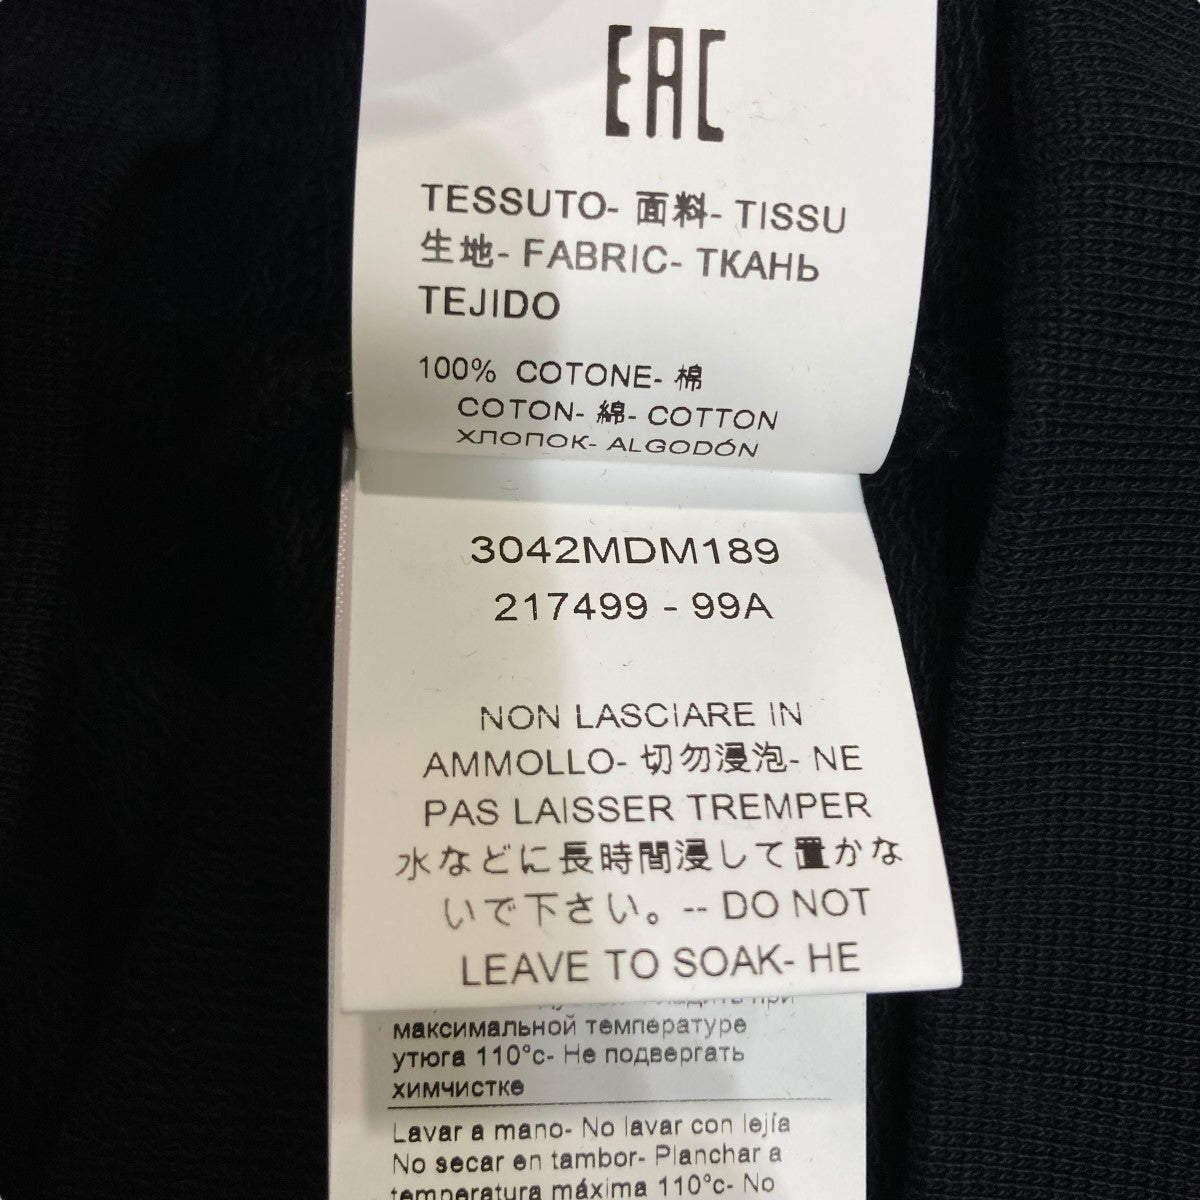 EAC
TESSUTO- 面料- TISSU
生地- FABRIC- ТКАНЬ
TEJIDO
100% COTONE- 棉
COTON- 綿- COTTON
ХЛОПОК- ALGODÓN
3042MDM189
217499 - 99A
NON LASCIARE IN
AMMOLLO- 切勿浸泡- NE
PAS LAISSER TREMPER
水などに長時間浸して置かな
いで下さい。-- DO NOT
LEAVE TO SOAK- НЕ
максимальной температуре
утюга 110°c- Не подвергать
химчистке
Lavar a mano- No lavar con lejía
No secar en tambor- Planchar a
temperatura máxima 110°c- No